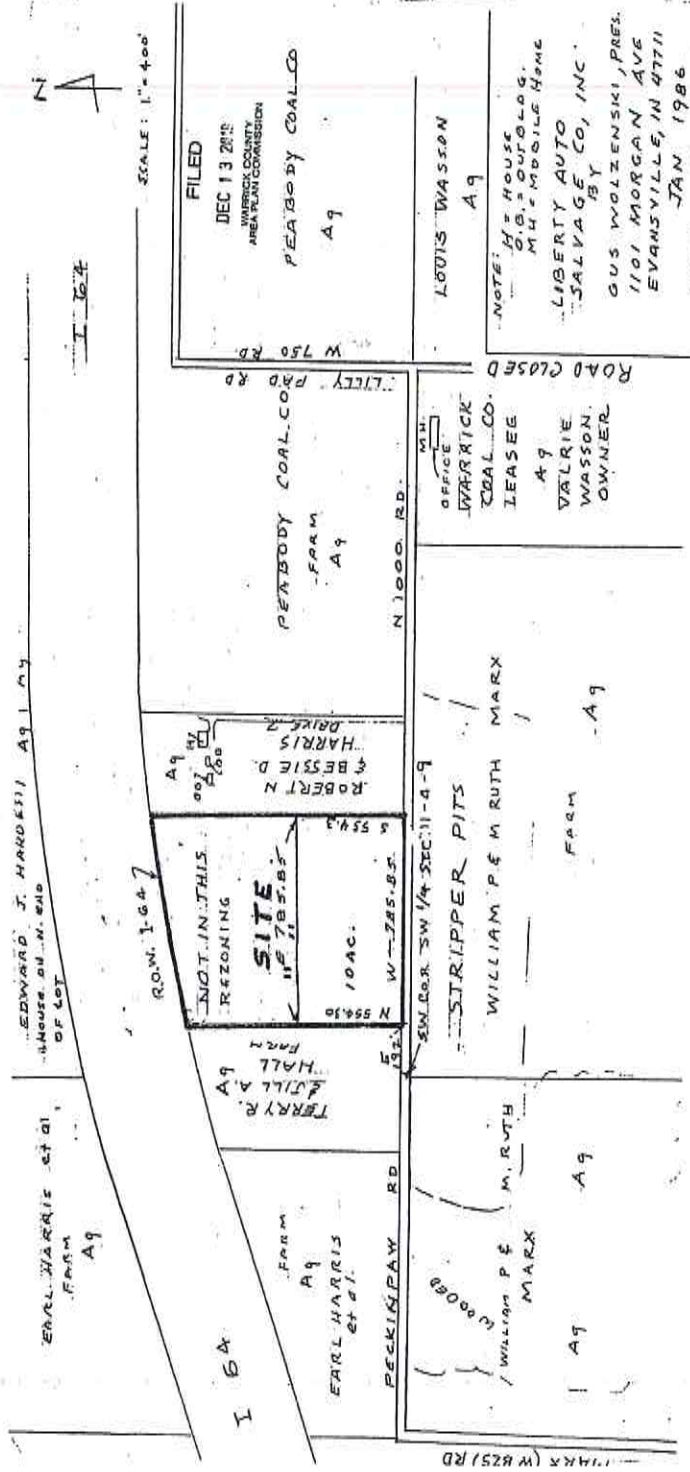 N
SCALE: 1" = 400'
I 64
FILED
WARRICK COUNTY
AREA PLAN COMMISSION
PEABODY COAL CO
Ag
W 750 RD
LILLY PAD RD
LOUIS WASSON
Ag
ROAD CLOSED
NOTE:
H = HOUSE
O.B. = OUTBLDG.
MH = MOBILE HOME
LIBERTY AUTO
SALVAGE CO, INC.
BY
GUS WOLZENSKI, PRES.
1101 MORGAN AVE
EVANSVILLE, IN 47711
JAN 1986
EDWARD J. HARDESTY Ag
HOUSE ON N. END
OF LOT
PEABODY COAL CO
FARM
Ag
N 1000 RD.
M.H.
OFFICE
WARRICK
COAL CO.
LEASEE
Ag
VALRIE
WASSON
OWNER
R.O.W. I-64
Ag
ROBERT N
& BESSIE D.
HARRIS
DRIVE
NOT IN THIS
REZONING
SITE
E 785.85
10 AC.
S 554.3
N 554.30
W - 785.85
SW COR SW 1/4 SEC. 11-4-9
STRIPPER PITS
WILLIAM P & M RUTH MARX
FARM
Ag
EARL HARRIS et al.
FARM
Ag
TERRY R.
& JILL A.
HALL
FARM
Ag
E 192
I 64
FARM
Ag
EARL HARRIS
et al.
PECKINPAW RD
WOODED
WILLIAM P & M. RUTH
MARX
Ag
Ag
MARX (W 825) RD